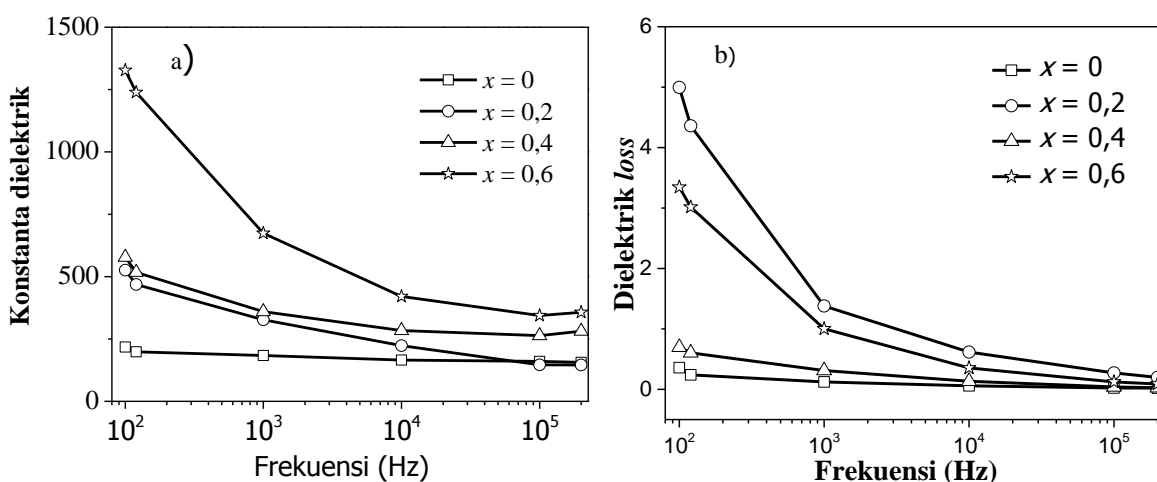 a)
1500
1000
500
0
Konstanta dielektrik
x = 0
x = 0,2
x = 0,4
x = 0,6
10²
10³
10⁴
10⁵
Frekuensi (Hz)
b)
6
4
2
0
Dielektrik loss
x = 0
x = 0,2
x = 0,4
x = 0,6
10²
10³
10⁴
10⁵
Frekuensi (Hz)